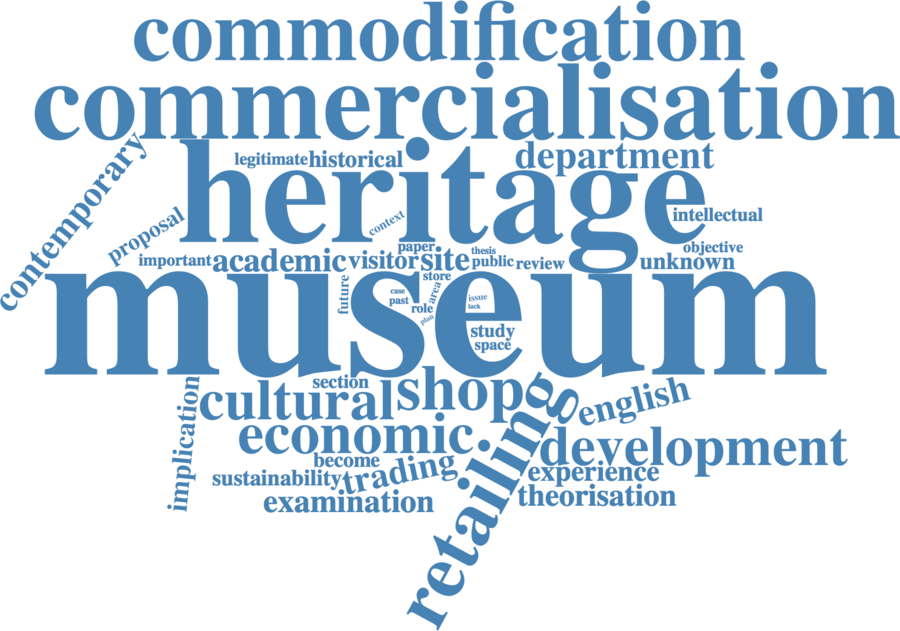 commodification
commercialisation
contemporary
legitimate historical
department
heritage
proposal
context
intellectual
important academic visitor site
paper
thesis
public review
objective
unknown
museum
future
store
case
past
area
role
plan
issue
lack
study
space
implication
section
cultural
shop
retailing
english
economic
development
become
sustainability trading
experience
examination
theorisation